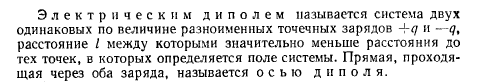 Электрическим диполем называется система двух
одинаковых по величине разноименных точечных зарядов +q и —q,
расстояние l между которыми значительно меньше расстояния до
тех точек, в которых определяется поле системы. Прямая, проходя-
щая через оба заряда, называется осью диполя.